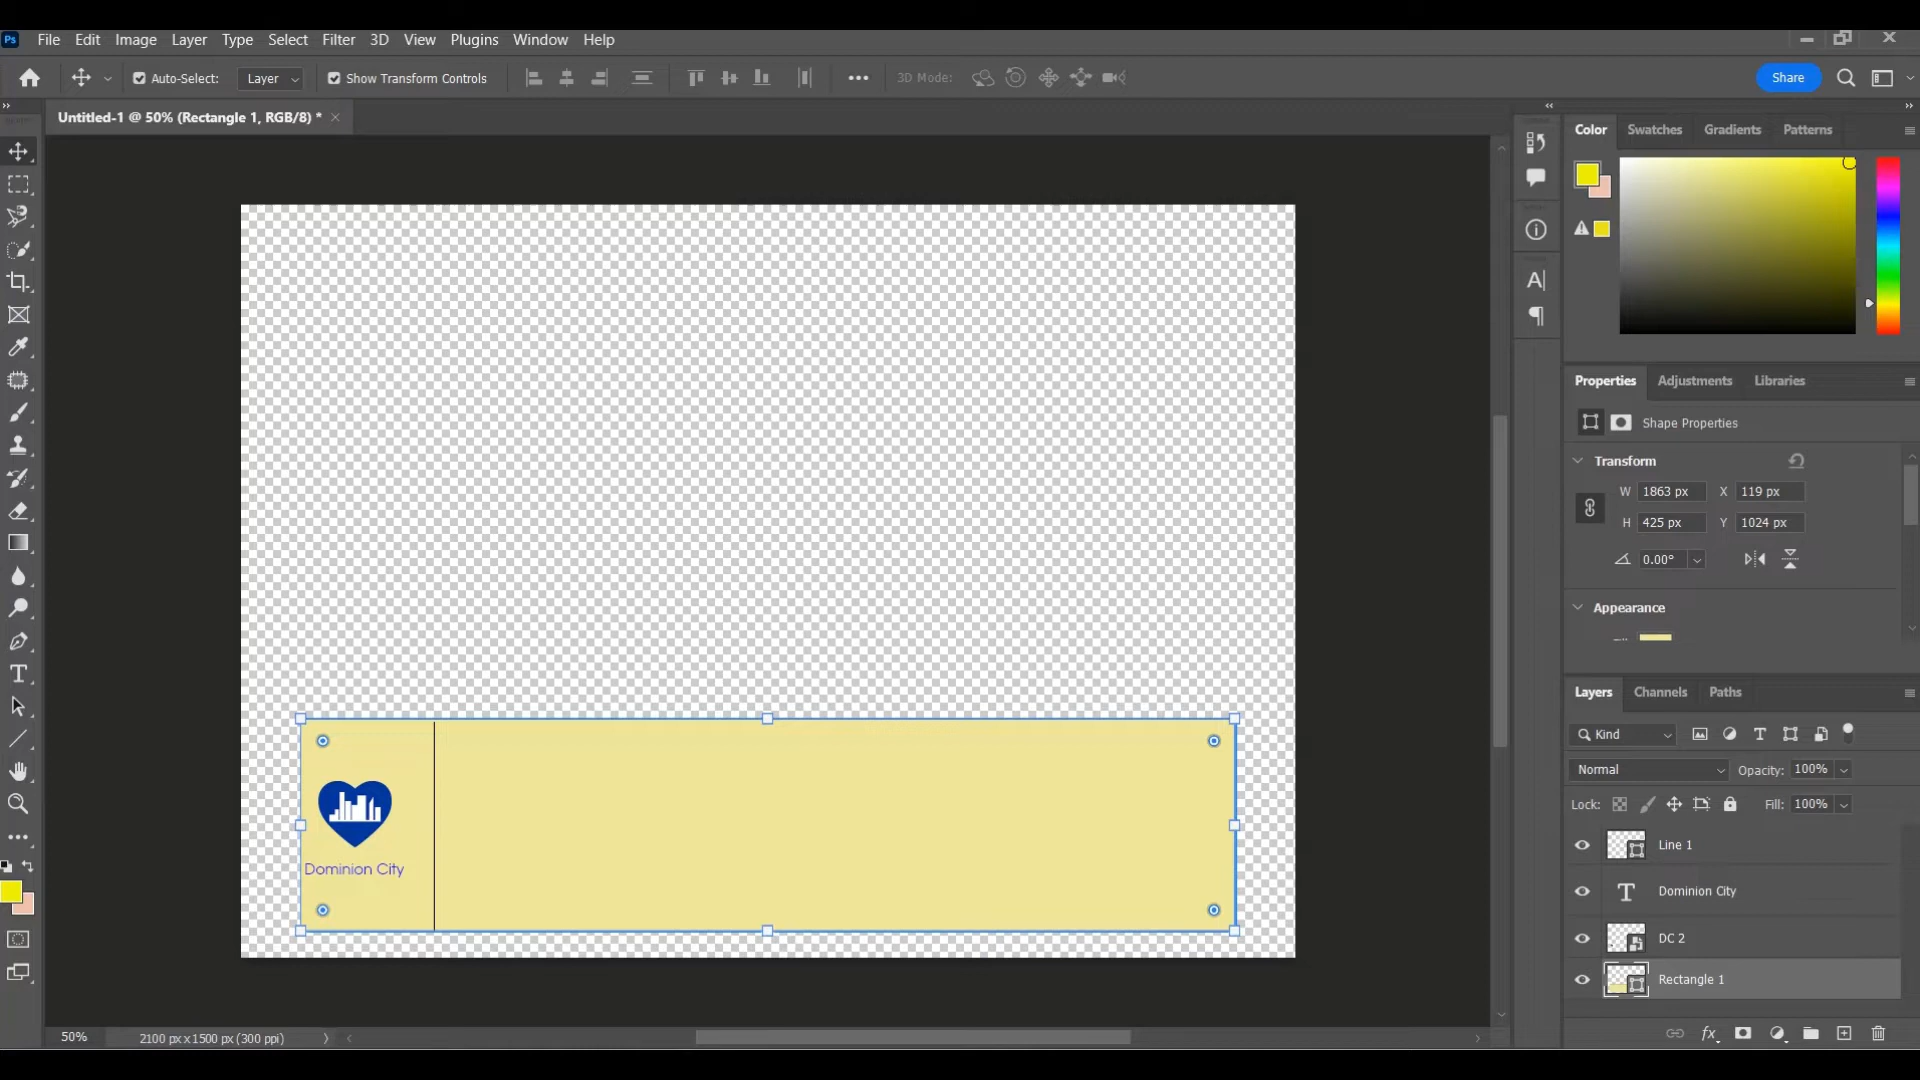 Ps File Edit Image Layer Type Select Filter 3D View Plugins Window Help
Auto-Select: Layer Show Transform Controls 3D Mode: Share
Untitled-1 @ 50% (Rectangle 1, RGB/8) *
Color Swatches Gradients Patterns
Properties Adjustments Libraries
Shape Properties
Transform
W 1863 px X 119 px
H 425 px Y 1024 px
0.00°
Appearance
Layers Channels Paths
Kind
Normal Opacity: 100%
Lock: Fill: 100%
Line 1
Dominion City
DC 2
Rectangle 1
Dominion City
50% 2100 px x 1500 px (300 ppi)